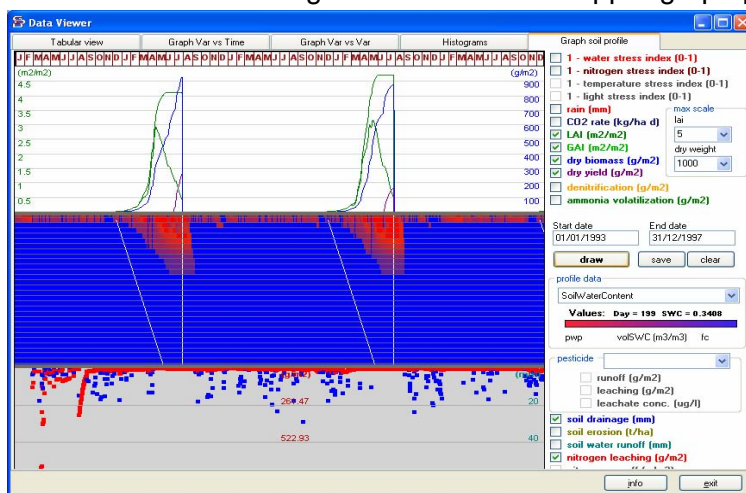 Data Viewer
Tabular view Graph Var vs Time Graph Var vs Var Histograms Graph soil profile
J F M A M J J A S O N D J F M A M J J A S O N D J F M A M J J A S O N D J F M A M J J A S O N D J F M A M J J A S O N D
(m2/m2) (g/m2)
4.5 900
4 800
3.5 700
3 600
2.5 500
2 400
1.5 300
1 200
0.5 100
1 - water stress index (0-1)
1 - nitrogen stress index (0-1)
1 - temperature stress index (0-1)
1 - light stress index (0-1)
rain (mm)
CO2 rate (kg/ha d)
LAI (m2/m2)
GAI (m2/m2)
dry biomass (g/m2)
dry yield (g/m2)
denitrification (g/m2)
ammonia volatilization (g/m2)
max scale
lai
5
dry weight
1000
Start date End date
01/01/1993 31/12/1997
draw save clear
profile data
SoilWaterContent
Values: Day = 199 SWC = 0.3408
pwp volSWC (m3/m3) fc
pesticide
runoff (g/m2)
leaching (g/m2)
leachate conc. (ug/l)
soil drainage (mm)
soil erosion (t/ha)
soil water runoff (mm)
nitrogen leaching (g/m2)
20
522.93 40
info exit